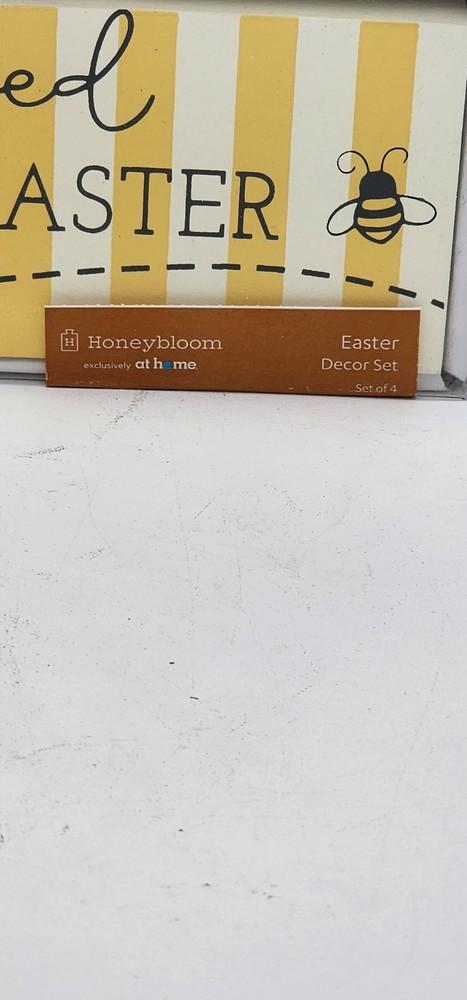 ed
ASTER
H Honeybloom
exclusively at home.
Easter
Decor Set
Set of 4